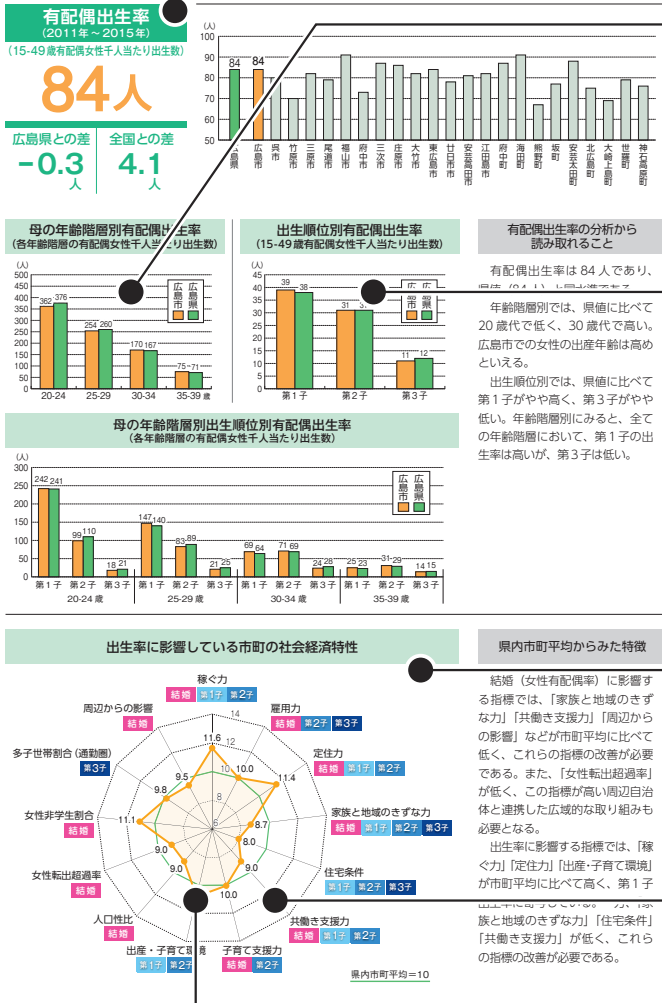 有配偶出生率
(2011年～2015年)
(15-49歳有配偶女性千人当たり出生数)
84人
広島県との差
-0.3
人
全国との差
4.1
人
(人)
100
90
80
70
60
50
84
84
広島県
広島市
呉市
竹原市
三原市
尾道市
福山市
府中市
三次市
庄原市
大竹市
東広島市
廿日市市
安芸高田市
江田島市
府中町
海田町
熊野町
坂町
安芸太田町
北広島町
大崎上島町
世羅町
神石高原町
母の年齢階層別有配偶出生率
(各年齢階層の有配偶女性千人当たり出生数)
(人)
500
450
400
350
300
250
200
150
100
50
0
362 376
254 260
170 167
75 71
広島市
広島県
20-24 25-29 30-34 35-39 歳
出生順位別有配偶出生率
(15-49歳有配偶女性千人当たり出生数)
(人)
45
40
35
30
25
20
15
10
5
0
39 38
31
11 12
第1子 第2子 第3子
有配偶出生率の分析から
読み取れること
有配偶出生率は84人であり、
年齢階層別では、県値に比べて
20歳代で低く、30歳代で高い。
広島市での女性の出産年齢は高め
といえる。
出生順位別では、県値に比べて
第1子がやや高く、第3子がやや
低い。年齢階層別にみると、全て
の年齢階層において、第1子の出
生率は高いが、第3子は低い。
母の年齢階層別出生順位別有配偶出生率
(各年齢階層の有配偶女性千人当たり出生数)
(人)
300
250
200
150
100
50
0
242 241
99 110
18 21
147 140
83 89
21 25
69 64
71 69
24 28
25 23
31 29
14 15
広島市
広島県
第1子 第2子 第3子 第1子 第2子 第3子 第1子 第2子 第3子 第1子 第2子 第3子
20-24 歳 25-29 歳 30-34 歳 35-39 歳
出生率に影響している市町の社会経済特性
稼ぐ力
結婚 第1子 第2子
雇用力
結婚 第2子 第3子
定住力
結婚 第1子 第2子
家族と地域のきずな力
結婚 第1子 第2子 第3子
住宅条件
第1子 第2子 第3子
共働き支援力
結婚 第1子 第2子
子育て支援力
結婚 第2子
出産・子育て環境
第1子 第2子
人口性比
結婚
女性転出超過率
結婚
女性非学生割合
結婚
多子世帯割合(通勤圏)
第3子
周辺からの影響
結婚
14
12
10
8
6
11.6
10.0
11.4
8.7
8.0
9.0
10.0
9.0
9.0
11.1
9.8
9.5
県内市町平均=10
県内市町平均からみた特徴
結婚（女性有配偶率）に影響す
る指標では、「家族と地域のきず
な力」「共働き支援力」「周辺から
の影響」などが市町平均に比べて
低く、これらの指標の改善が必要
である。また、「女性転出超過率」
が低く、この指標が高い周辺自治
体と連携した広域的な取り組みも
必要となる。
出生率に影響する指標では、「稼
ぐ力」「定住力」「出産・子育て環境」
が市町平均に比べて高く、第1子
族と地域のきずな力」「住宅条件」
「共働き支援力」が低く、これら
の指標の改善が必要である。